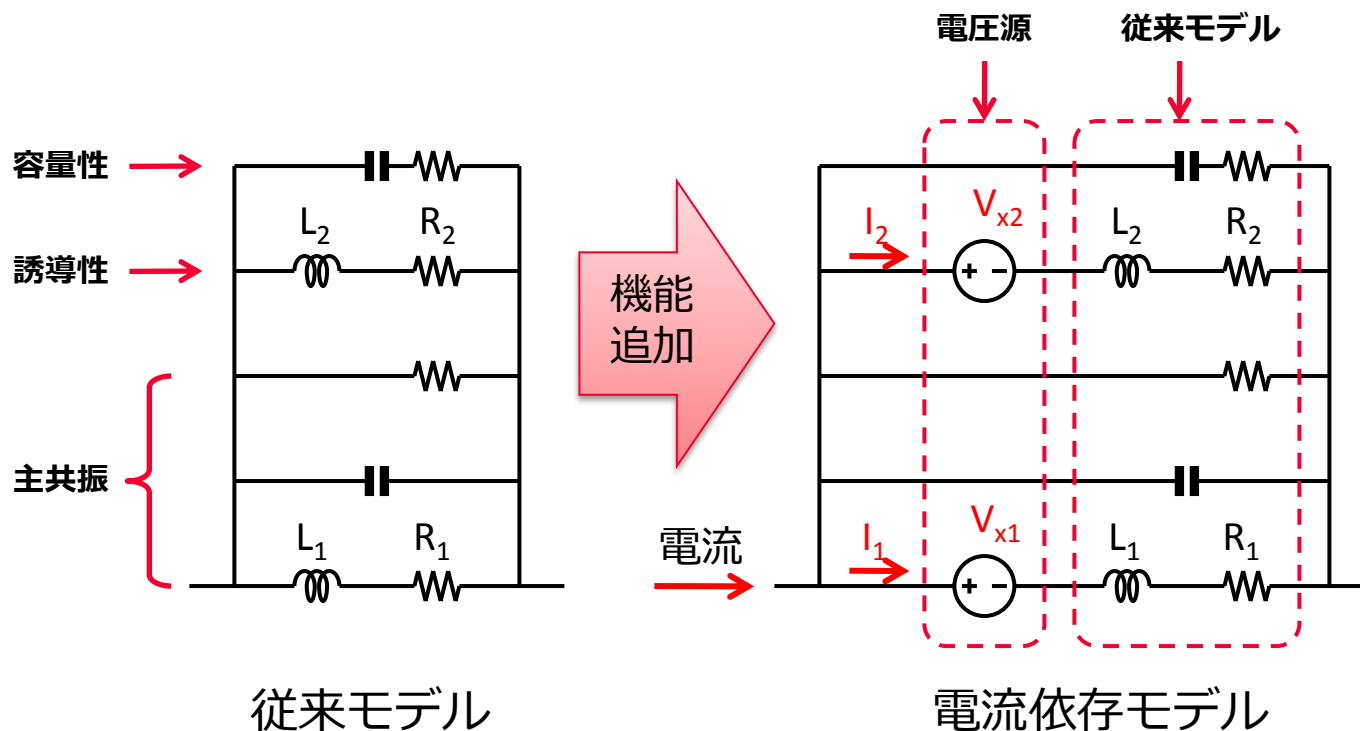 電圧源
従来モデル
容量性
L2
R2
誘導性
主共振
L1
R1
従来モデル
機能
追加
電流
I2
Vx2
L2
R2
I1
Vx1
L1
R1
+ −
+ −
電流依存モデル